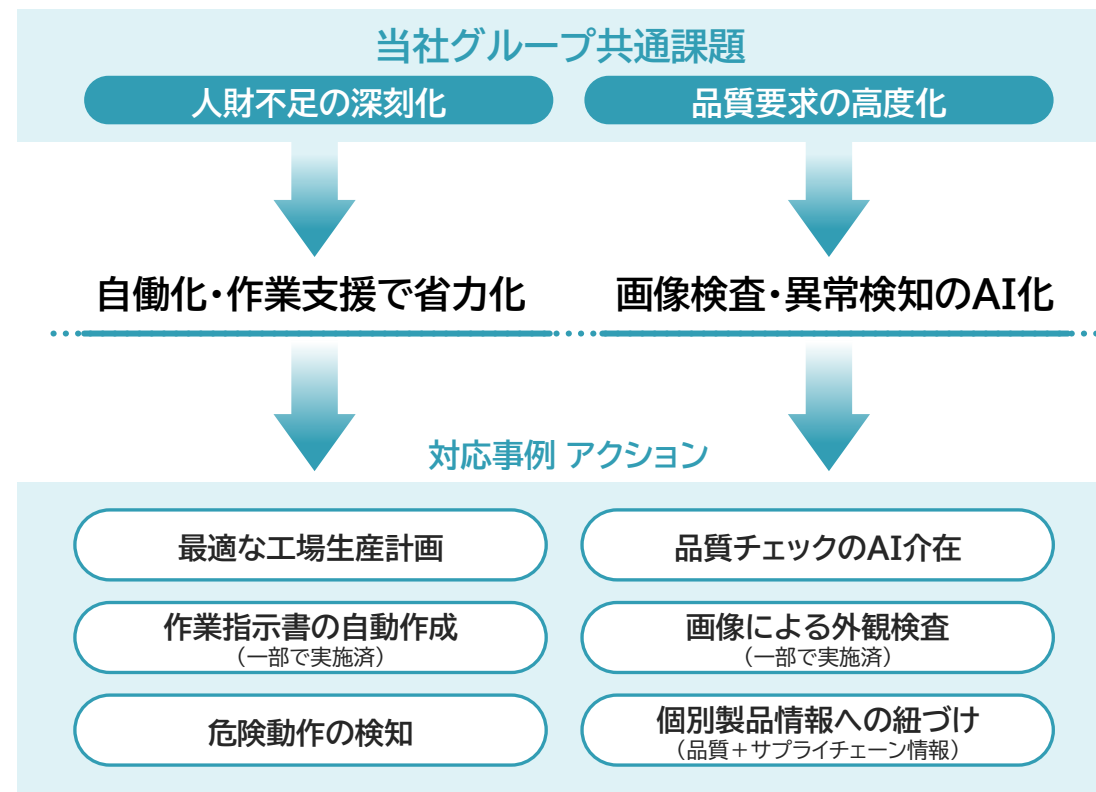 当社グループ共通課題
人財不足の深刻化
品質要求の高度化
自働化・作業支援で省力化
画像検査・異常検知のAI化
対応事例 アクション
最適な工場生産計画
品質チェックのAI介在
作業指示書の自動作成
（一部で実施済）
画像による外観検査
（一部で実施済）
危険動作の検知
個別製品情報への紐づけ
（品質＋サプライチェーン情報）